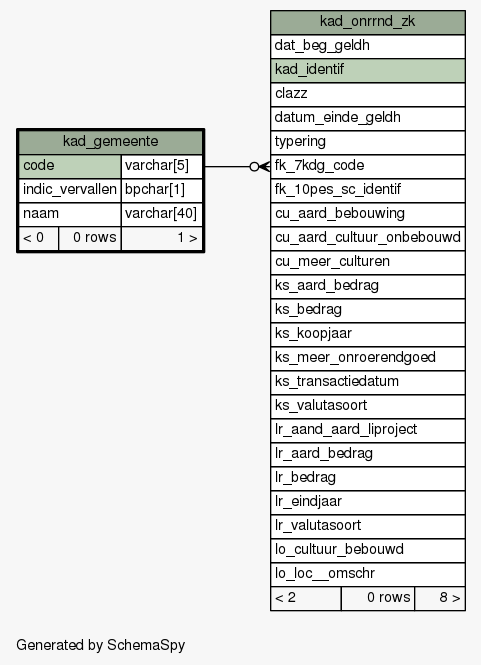 kad_gemeente
code varchar[5]
indic_vervallen bpchar[1]
naam varchar[40]
< 0 0 rows 1 >
kad_onrrnd_zk
dat_beg_geldh
kad_identif
clazz
datum_einde_geldh
typering
fk_7kdg_code
fk_10pes_sc_identif
cu_aard_bebouwing
cu_aard_cultuur_onbebouwd
cu_meer_culturen
ks_aard_bedrag
ks_bedrag
ks_koopjaar
ks_meer_onroerendgoed
ks_transactiedatum
ks_valutasoort
lr_aand_aard_liproject
lr_aard_bedrag
lr_bedrag
lr_eindjaar
lr_valutasoort
lo_cultuur_bebouwd
lo_loc__omschr
< 2 0 rows 8 >
Generated by SchemaSpy